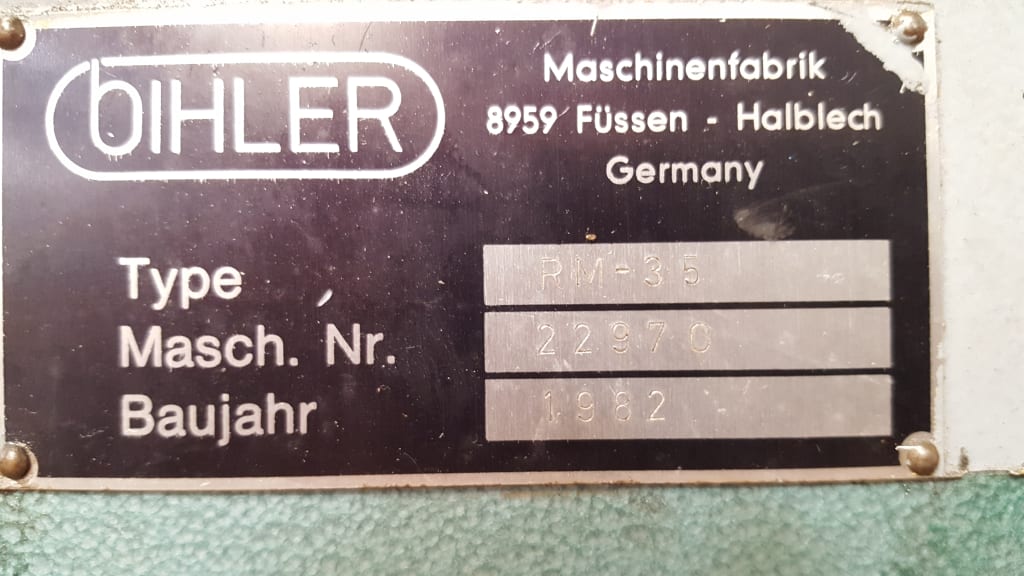 bIHLER
Maschinenfabrik
8959 Füssen - Halblech
Germany
Type RM-35
Masch. Nr. 22970
Baujahr 1982